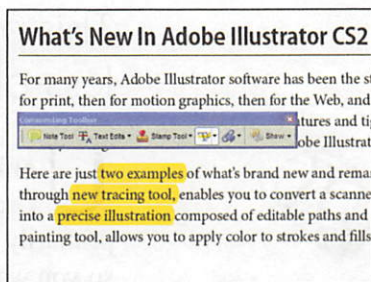 What's New In Adobe Illustrator CS2
For many years, Adobe Illustrator software has been the st
for print, then for motion graphics, then for the Web, and
Commenting Toolbar
tures and tig
Note Tool Text Edits Stamp Tool Show
obe Illustrat
Here are just two examples of what's brand new and rema
through new tracing tool, enables you to convert a scanne
into a precise illustration composed of editable paths and
painting tool, allows you to apply color to strokes and fills